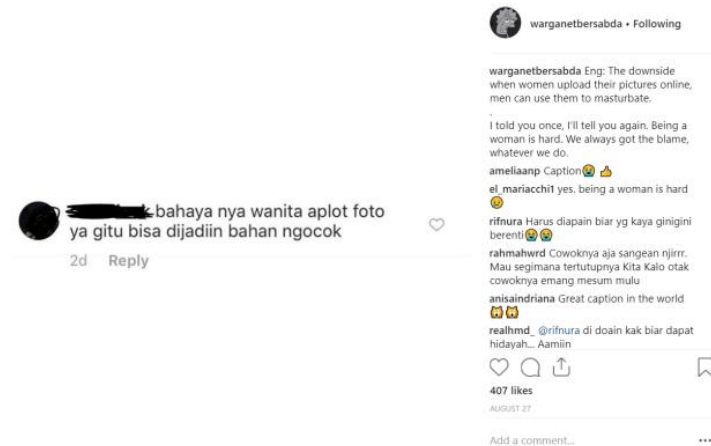 bahaya nya wanita aplot foto
ya gitu bisa dijadiin bahan ngocok
2d Reply
warganetbersabda • Following
warganetbersabda Eng: The downside
when women upload their pictures online,
men can use them to masturbate.
.
I told you once, I'll tell you again. Being a
woman is hard. We always got the blame,
whatever we do.
ameliaanp Caption😭 👍
el_mariacchi1 yes. being a woman is hard
😥
rifnura Harus diapain biar yg kaya ginigini
berenti😭😭
rahmahwrd Cowoknya aja sangean njirrr.
Mau segimana tertutupnya Kita Kalo otak
cowoknya emang mesum mulu
anisaindriana Great caption in the world
🙀🙀
realhmd_ @rifnura di doain kak biar dapat
hidayah... Aamiin
407 likes
AUGUST 27
Add a comment...